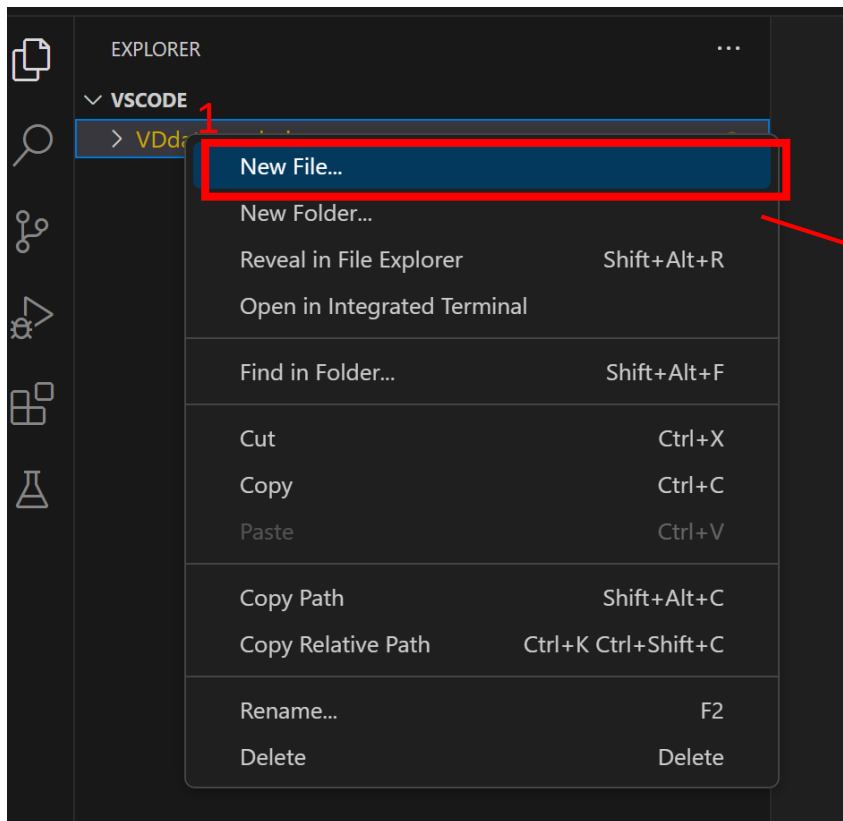 EXPLORER
VSCODE
1
New File...
New Folder...
Reveal in File Explorer Shift+Alt+R
Open in Integrated Terminal
Find in Folder... Shift+Alt+F
Cut Ctrl+X
Copy Ctrl+C
Paste Ctrl+V
Copy Path Shift+Alt+C
Copy Relative Path Ctrl+K Ctrl+Shift+C
Rename... F2
Delete Delete